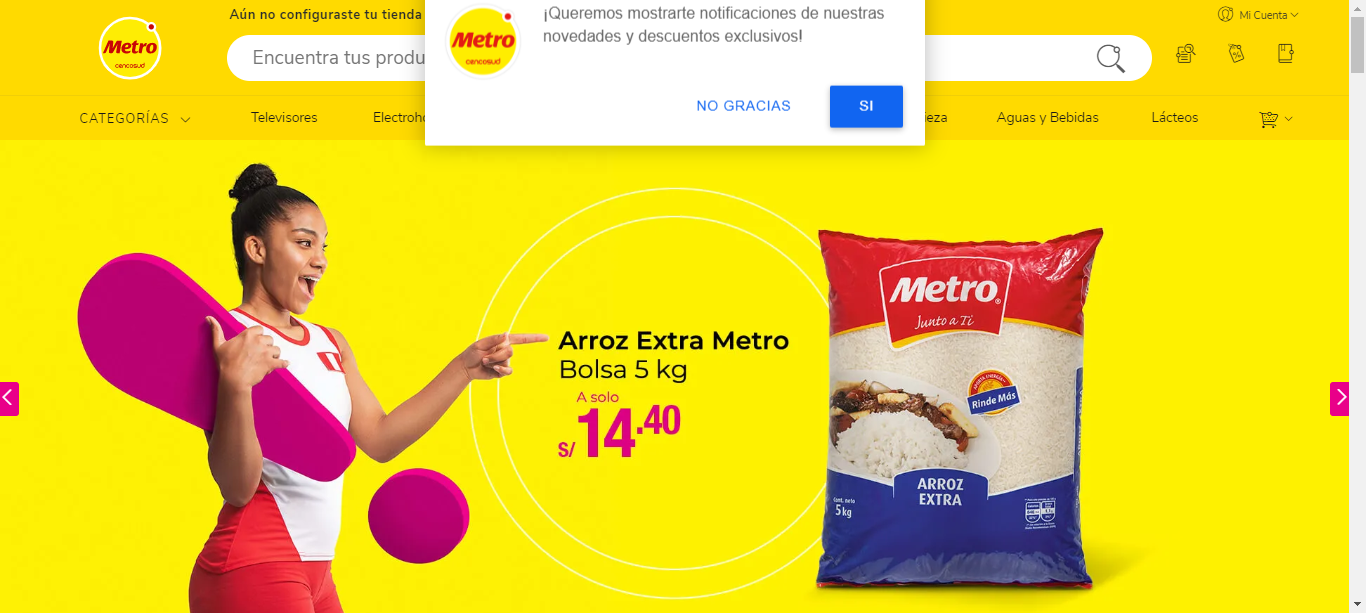 Aún no configuraste tu tienda
Metro
cencosud
Encuentra tus produ
Metro
cencosud
¡Queremos mostrarte notificaciones de nuestras
novedades y descuentos exclusivos!
NO GRACIAS
SI
Mi Cuenta
CATEGORÍAS
Televisores
Electroho
ieza
Aguas y Bebidas
Lácteos
Arroz Extra Metro
Bolsa 5 kg
A solo
S/ 14.40
Metro
Junto a Ti
Rinde Más
ARROZ
EXTRA
Cont. neto
5 kg